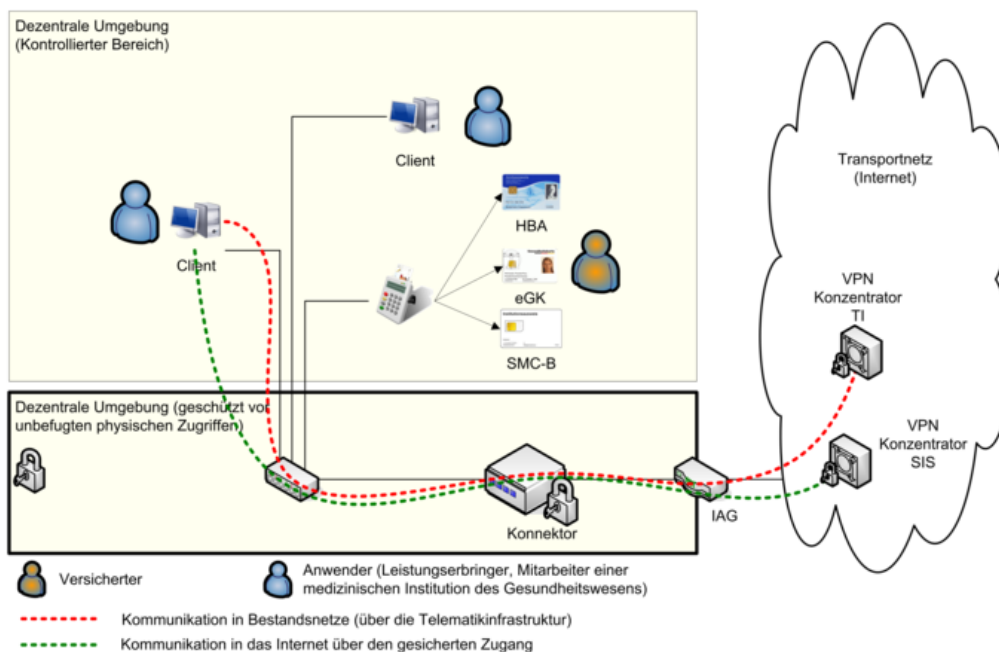 Dezentrale Umgebung
(Kontrollierter Bereich)
Client
Client
HBA
eGK
SMC-B
Transportnetz
(Internet)
VPN
Konzentrator
TI
VPN
Konzentrator
SIS
Dezentrale Umgebung (geschützt vor
unbefugten physischen Zugriffen)
Konnektor
IAG
Versicherter
Anwender (Leistungserbringer, Mitarbeiter einer
medizinischen Institution des Gesundheitswesens)
Kommunikation in Bestandsnetze (über die Telematikinfrastruktur)
Kommunikation in das Internet über den gesicherten Zugang